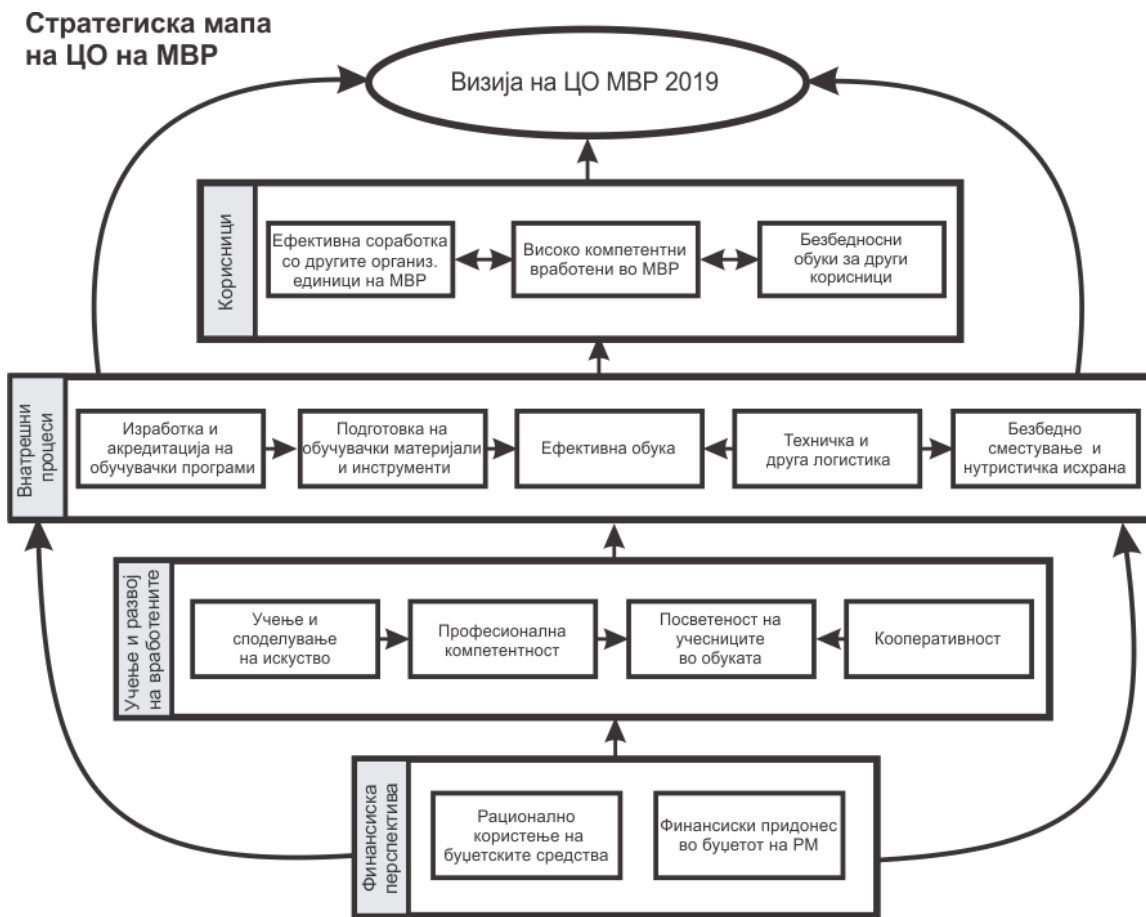 Стратегиска мапа
на ЦО на МВР
Визија на ЦО МВР 2019
Корисници
Ефективна соработка
со другите организ.
единици на МВР
Високо компетентни
вработени во МВР
Безбедносни
обуки за други
корисници
Внатрешни
процеси
Изработка и
акредитација на
обучувачки програми
Подготовка на
обучувачки материјали
и инструменти
Ефективна обука
Техничка и
друга логистика
Безбедно
сместување и
нутристичка исхрана
Учење и развој
на вработените
Учење и
споделување
на искуство
Професионална
компетентност
Посветеност на
учесниците
во обуката
Кооперативност
Финансиска
перспектива
Рационално
користење на
буџетските средства
Финансиски придонес
во буџетот на РМ